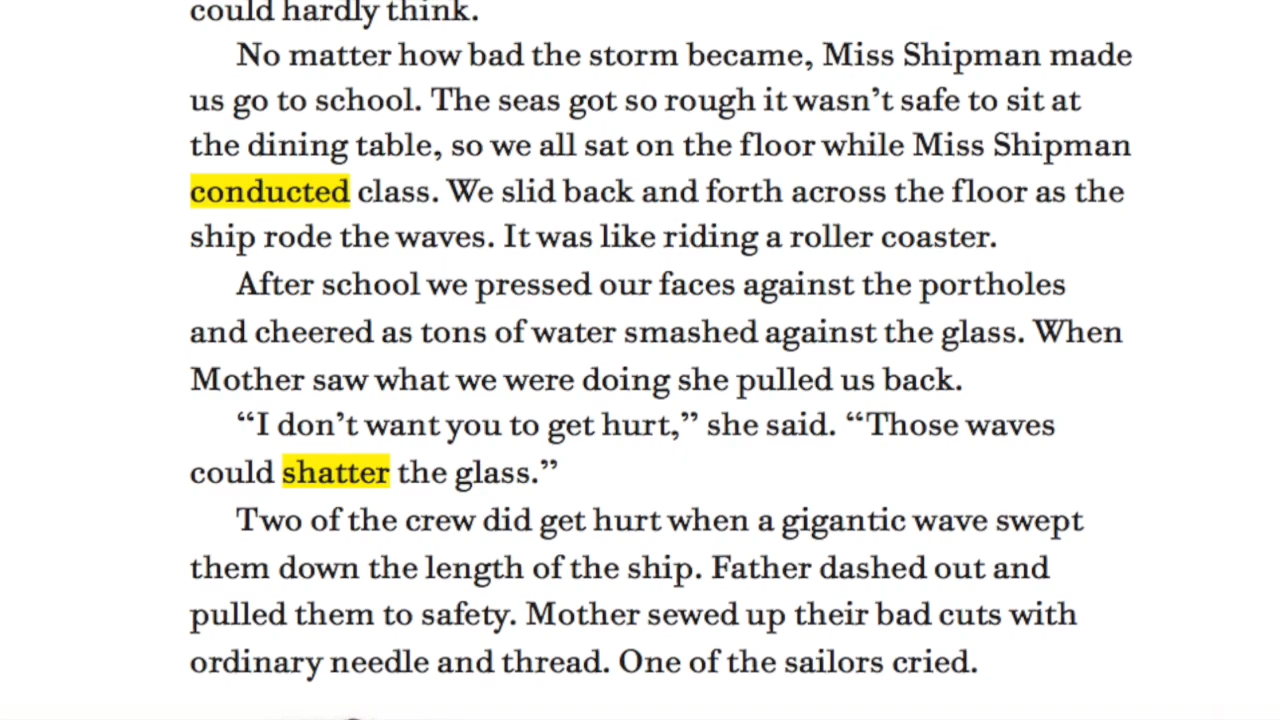 could hardly think.
No matter how bad the storm became, Miss Shipman made
us go to school. The seas got so rough it wasn’t safe to sit at
the dining table, so we all sat on the floor while Miss Shipman
conducted class. We slid back and forth across the floor as the
ship rode the waves. It was like riding a roller coaster.
After school we pressed our faces against the portholes
and cheered as tons of water smashed against the glass. When
Mother saw what we were doing she pulled us back.
“I don’t want you to get hurt,” she said. “Those waves
could shatter the glass.”
Two of the crew did get hurt when a gigantic wave swept
them down the length of the ship. Father dashed out and
pulled them to safety. Mother sewed up their bad cuts with
ordinary needle and thread. One of the sailors cried.